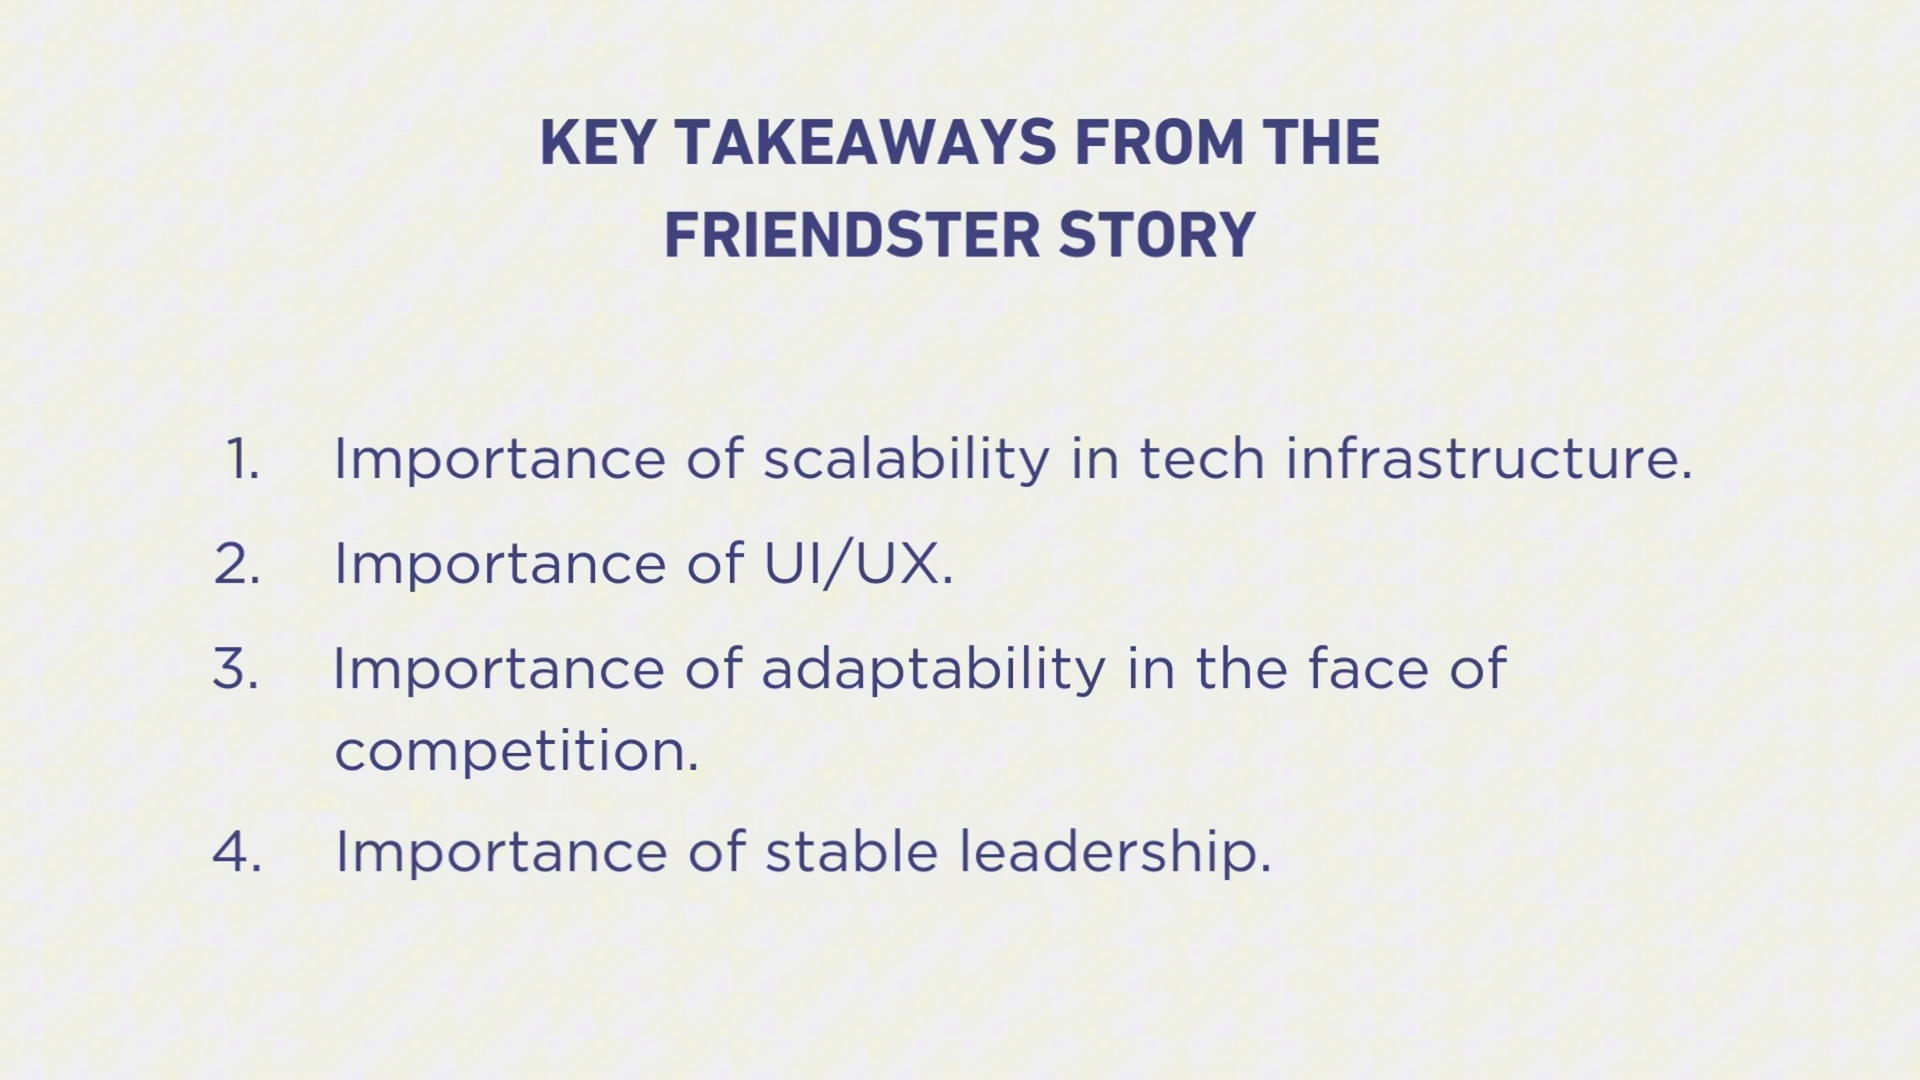 KEY TAKEAWAYS FROM THE
FRIENDSTER STORY
1. Importance of scalability in tech infrastructure.
2. Importance of UI/UX.
3. Importance of adaptability in the face of
competition.
4. Importance of stable leadership.